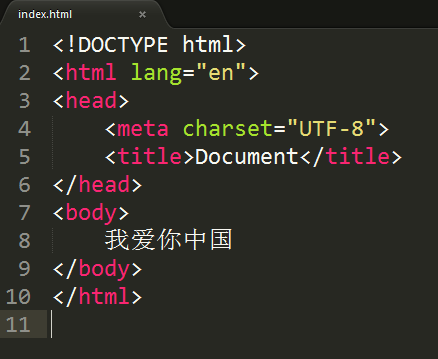 index.html ×
1 <!DOCTYPE html>
2 <html lang="en">
3 <head>
4     <meta charset="UTF-8">
5     <title>Document</title>
6 </head>
7 <body>
8     我爱你中国
9 </body>
10 </html>
11